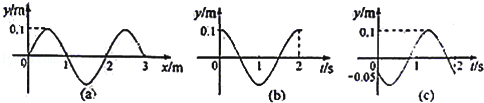 y/m y/m y/m
0.1 0.1 0.1
0 1 2 3 x/m 0 1 2 t/s 0 1 2 t/s
-0.05
(a) (b) (c)